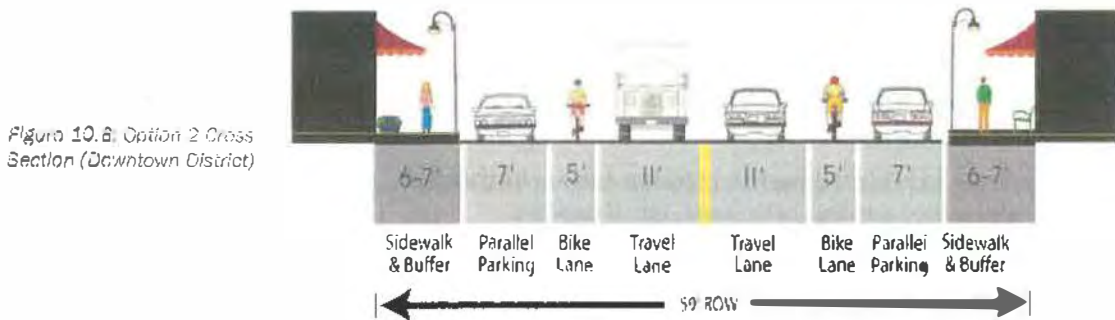 Figure 10.8: Option 2 Cross
Section (Downtown District)
6-7' 7' 5' 11' 11' 5' 7' 6-7'
Sidewalk & Buffer
Parallel Parking
Bike Lane
Travel Lane
Travel Lane
Bike Lane
Parallel Parking
Sidewalk & Buffer
59' ROW